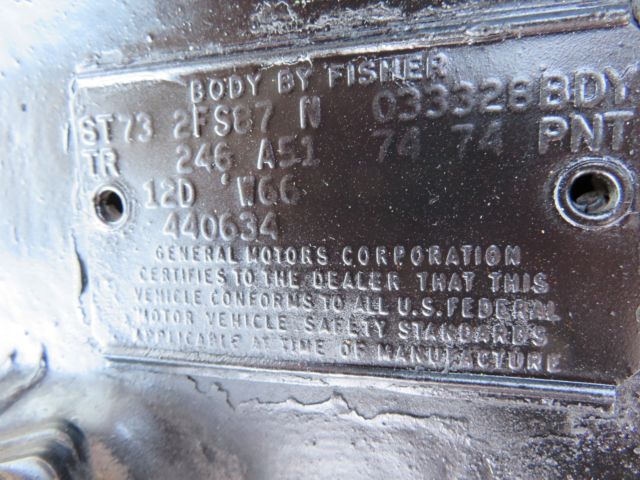 BODY BY FISHER
ST73 2FS87 N 033328 BDY
TR 246 A51 74 74 PNT
12D W66
440634
GENERAL MOTORS CORPORATION
CERTIFIES TO THE DEALER THAT THIS
VEHICLE CONFORMS TO ALL U.S. FEDERAL
MOTOR VEHICLE SAFETY STANDARDS
APPLICABLE AT TIME OF MANUFACTURE